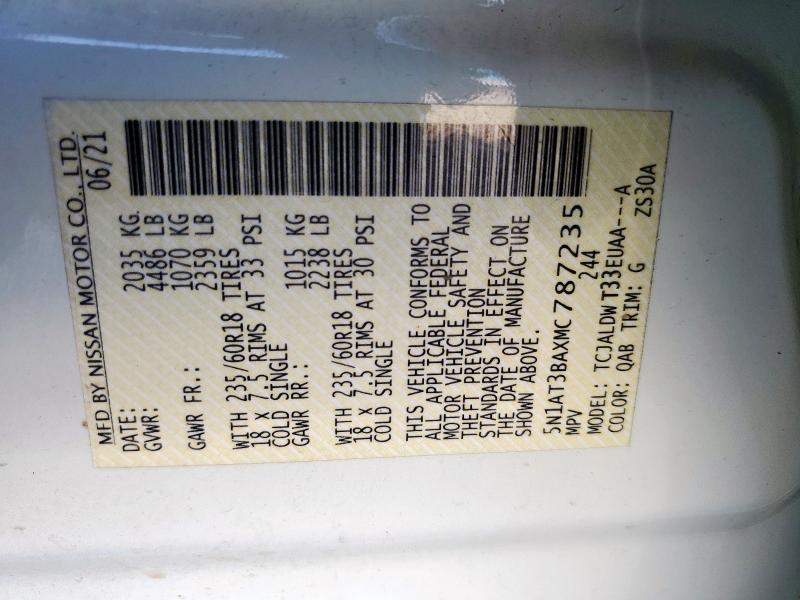 MFD BY NISSAN MOTOR CO., LTD.
DATE: 06/21
GVWR: 2035 KG
4486 LB
GAWR FR.: 1070 KG
2359 LB
WITH 235/60R18 TIRES
18 X 7.5 RIMS AT 33 PSI
COLD SINGLE
GAWR RR.: 1015 KG
2238 LB
WITH 235/60R18 TIRES
18 X 7.5 RIMS AT 30 PSI
COLD SINGLE
THIS VEHICLE CONFORMS TO
ALL APPLICABLE FEDERAL
MOTOR VEHICLE SAFETY AND
THEFT PREVENTION
STANDARDS IN EFFECT ON
THE DATE OF MANUFACTURE
SHOWN ABOVE.
5N1AT3BAXMC787235
MPV 244
MODEL: TCJALDWT33EUAA---A
COLOR: QAB TRIM: G ZS30A